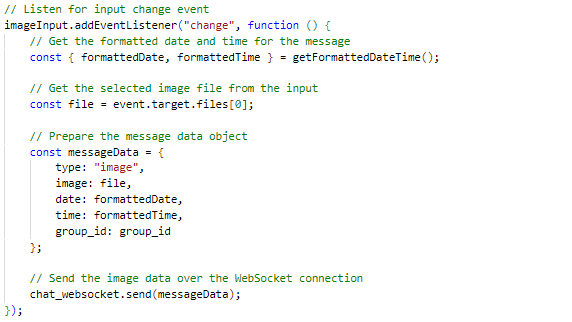 // Listen for input change event
imageInput.addEventListener("change", function () {
// Get the formatted date and time for the message
const { formattedDate, formattedTime } = getFormattedDateTime();
// Get the selected image file from the input
const file = event.target.files[0];
// Prepare the message data object
const messageData = {
type: "image",
image: file,
date: formattedDate,
time: formattedTime,
group_id: group_id
};
// Send the image data over the WebSocket connection
chat_websocket.send(messageData);
});